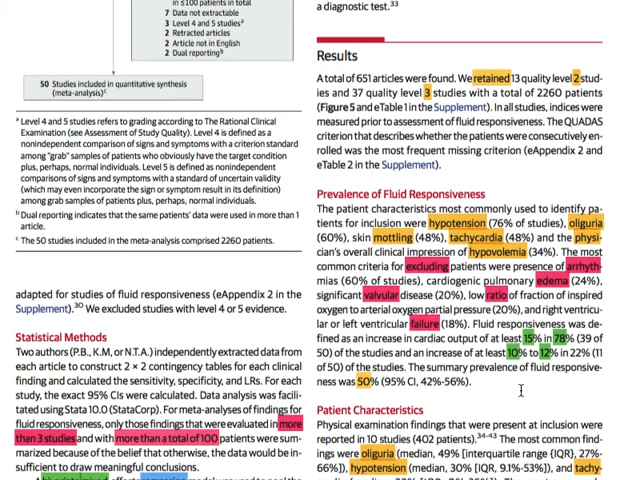 in ≤100 patients in total
7 Data not extractable
3 Level 4 and 5 studiesᵃ
2 Retracted articles
2 Article not in English
2 Dual reportingᵇ
50 Studies included in quantitative synthesis
(meta-analysis)ᶜ
ᵃ Level 4 and 5 studies refers to grading according to The Rational Clinical
Examination (see Assessment of Study Quality). Level 4 is defined as a
nonindependent comparison of signs and symptoms with a criterion standard
among "grab" samples of patients who obviously have the target condition
plus, perhaps, normal individuals. Level 5 is defined as nonindependent
comparisons of signs and symptoms with a standard of uncertain validity
(which may even incorporate the sign or symptom result in its definition)
among grab samples of patients plus, perhaps, normal individuals.
ᵇ Dual reporting indicates that the same patients' data were used in more than 1
article.
ᶜ The 50 studies included in the meta-analysis comprised 2260 patients.
adapted for studies of fluid responsiveness (eAppendix 2 in the
Supplement).³⁰ We excluded studies with level 4 or 5 evidence.
Statistical Methods
Two authors (P.B., K.M, or N.T.A.) independently extracted data from
each article to construct 2 × 2 contingency tables for each clinical
finding and calculated the sensitivity, specificity, and LRs. For each
study, the exact 95% CIs were calculated. Data analysis was facili-
tated using Stata 10.0 (StataCorp). For meta-analyses of findings for
fluid responsiveness, only those findings that were evaluated in more
than 3 studies and with more than a total of 100 patients were sum-
marized because of the belief that otherwise, the data would be in-
sufficient to draw meaningful conclusions.
a diagnostic test.³³
Results
A total of 651 articles were found. We retained 13 quality level 2 stud-
ies and 37 quality level 3 studies with a total of 2260 patients
(Figure 5 and eTable 1 in the Supplement). In all studies, indices were
measured prior to assessment of fluid responsiveness. The QUADAS
criterion that describes whether the patients were consecutively en-
rolled was the most frequent missing criterion (eAppendix 2 and
eTable 2 in the Supplement).
Prevalence of Fluid Responsiveness
The patient characteristics most commonly used to identify pa-
tients for inclusion were hypotension (76% of studies), oliguria
(60%), skin mottling (48%), tachycardia (48%) and the physi-
cian's overall clinical impression of hypovolemia (34%). The most
common criteria for excluding patients were presence of arrhyth-
mias (60% of studies), cardiogenic pulmonary edema (24%),
significant valvular disease (20%), low ratio of fraction of inspired
oxygen to arterial oxygen partial pressure (20%), and right ventricu-
lar or left ventricular failure (18%). Fluid responsiveness was de-
fined as an increase in cardiac output of at least 15% in 78% (39 of
50) of the studies and an increase of at least 10% to 12% in 22% (11
of 50) of the studies. The summary prevalence of fluid responsive-
ness was 50% (95% CI, 42%-56%).
Patient Characteristics
Physical examination findings that were present at inclusion were
reported in 10 studies (402 patients).³⁴⁻⁴³ The most common find-
ings were oliguria (median, 49% [interquartile range {IQR}, 27%-
66%]), hypotension (median, 30% [IQR, 9.1%-53%]), and tachy-